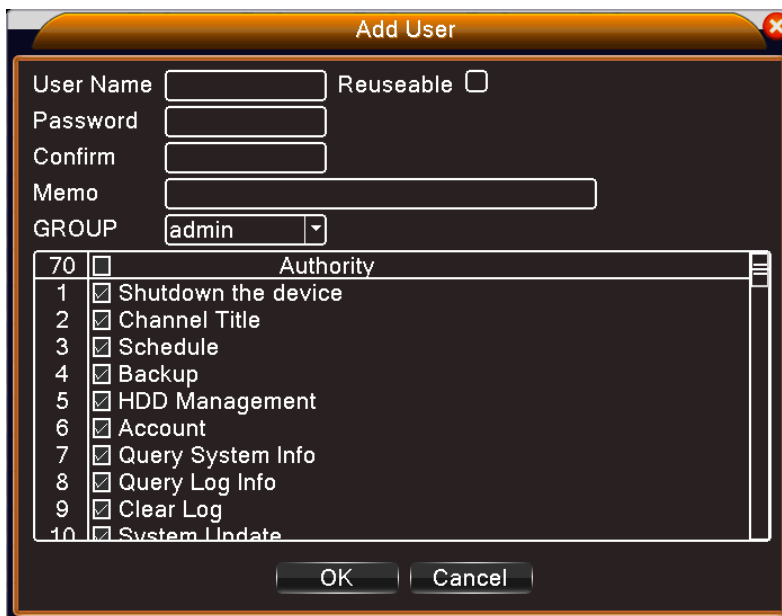 Add User
User Name Reuseable
Password
Confirm
Memo
GROUP admin
70 Authority
1 Shutdown the device
2 Channel Title
3 Schedule
4 Backup
5 HDD Management
6 Account
7 Query System Info
8 Query Log Info
9 Clear Log
10 System Update
OK Cancel